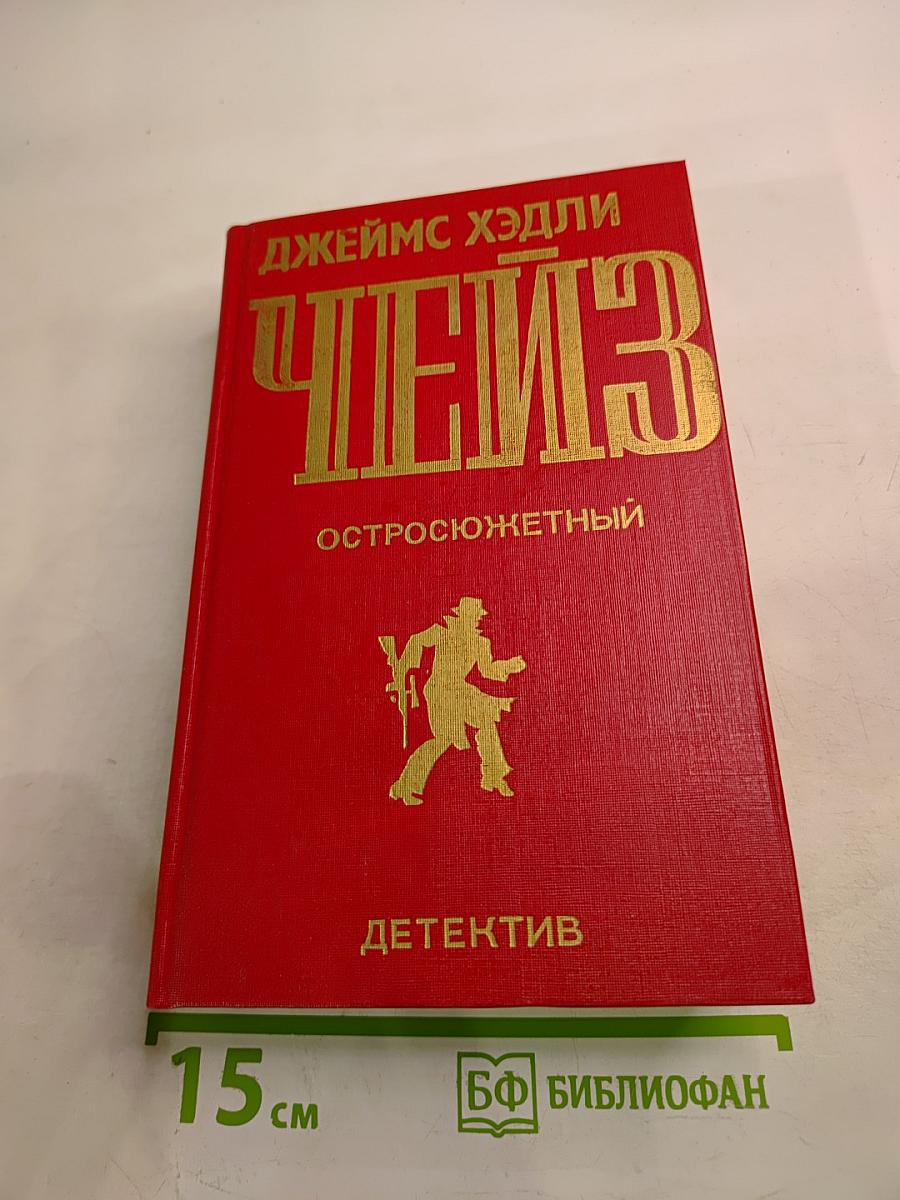 ДЖЕЙМС ХЭДЛИ
ЧЕЙЗ
ОСТРОСЮЖЕТНЫЙ
ДЕТЕКТИВ
15 см
БФ БИБЛИОФАН